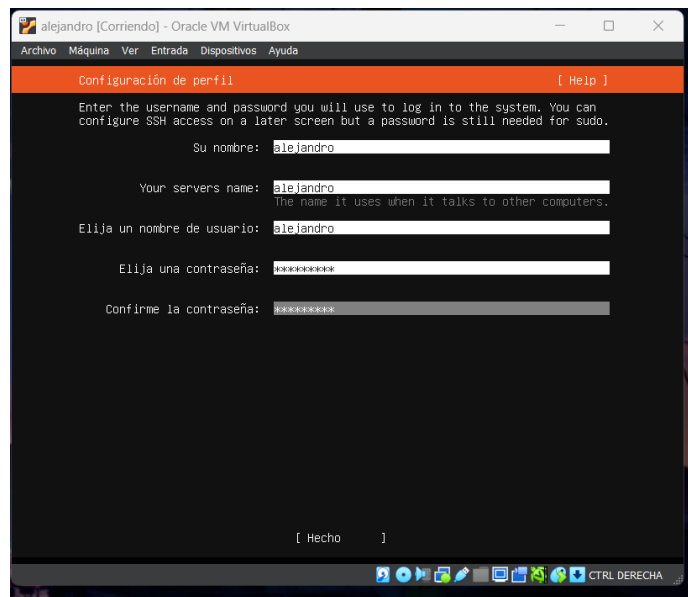 alejandro [Corriendo] - Oracle VM VirtualBox
Archivo Máquina Ver Entrada Dispositivos Ayuda
Configuración de perfil [ Help ]
Enter the username and password you will use to log in to the system. You can
configure SSH access on a later screen but a password is still needed for sudo.
Su nombre: alejandro
Your servers name: alejandro
The name it uses when it talks to other computers.
Elija un nombre de usuario: alejandro
Elija una contraseña: *********
Confirme la contraseña: *********
[ Hecho ]
CTRL DERECHA